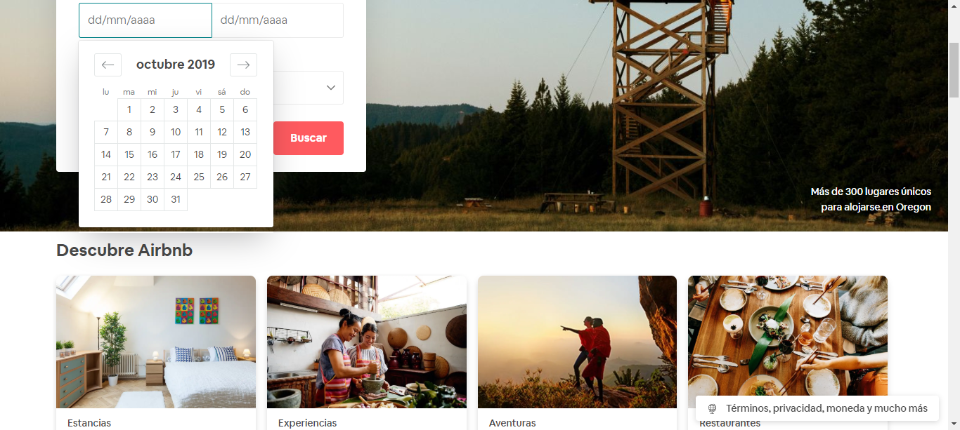 dd/mm/aaaa dd/mm/aaaa
octubre 2019
lu ma mi ju vi sá do
1 2 3 4 5 6
7 8 9 10 11 12 13
14 15 16 17 18 19 20
21 22 23 24 25 26 27
28 29 30 31
Buscar
Más de 300 lugares únicos
para alojarse en Oregon
Descubre Airbnb
Estancias
Experiencias
Aventuras
Restaurantes
Términos, privacidad, moneda y mucho más